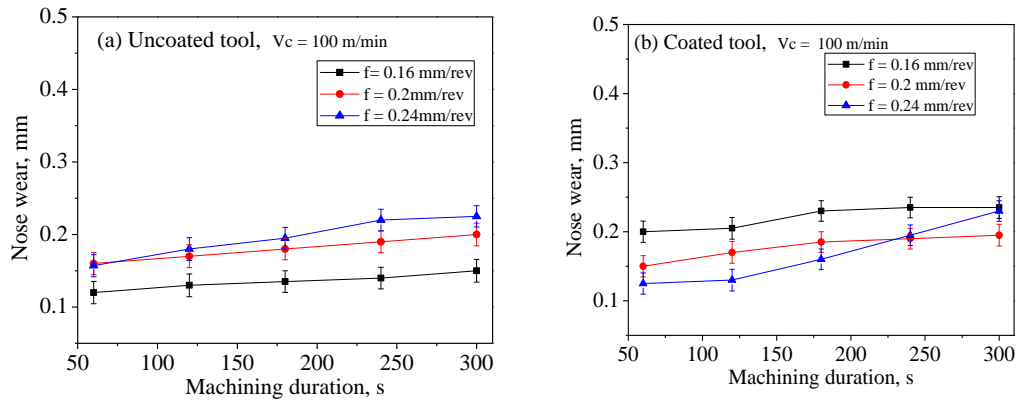 (a) Uncoated tool, Vc = 100 m/min
f= 0.16 mm/rev
f = 0.2mm/rev
f = 0.24mm/rev
Nose wear, mm
0.5
0.4
0.3
0.2
0.1
50 100 150 200 250 300
Machining duration, s
(b) Coated tool, Vc = 100 m/min
f = 0.16 mm/rev
f = 0.2 mm/rev
f = 0.24 mm/rev
Nose wear, mm
0.5
0.4
0.3
0.2
0.1
50 100 150 200 250 300
Machining duration, s